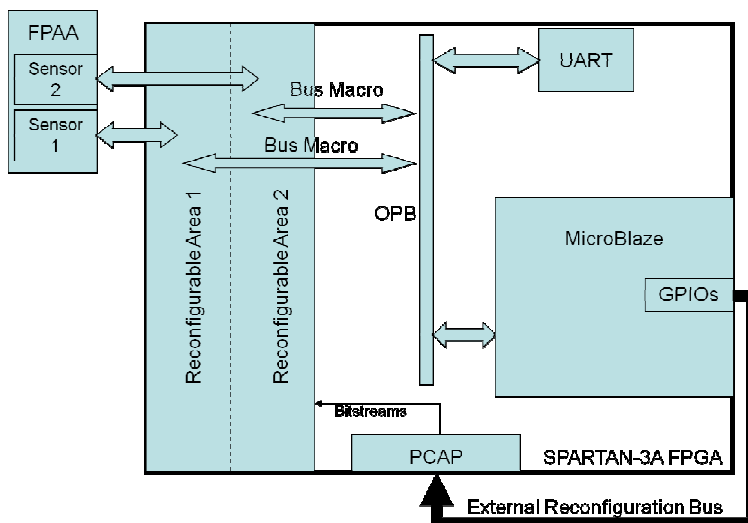 FPAA
Sensor
2
Sensor
1
UART
Bus Macro
Bus Macro
Reconfigurable Area 1
Reconfigurable Area 2
OPB
MicroBlaze
GPIOs
Bitstreams
PCAP
SPARTAN-3A FPGA
External Reconfiguration Bus